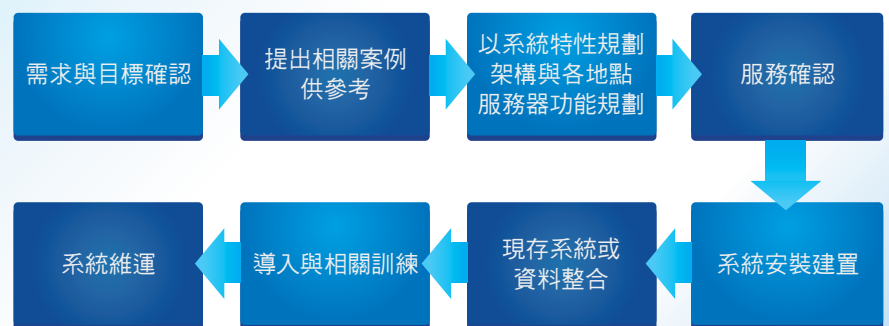 需求與目標確認
提出相關案例
供參考
以系統特性規劃
架構與各地點
服務器功能規劃
服務確認
系統安裝建置
現存系統或
資料整合
導入與相關訓練
系統維運